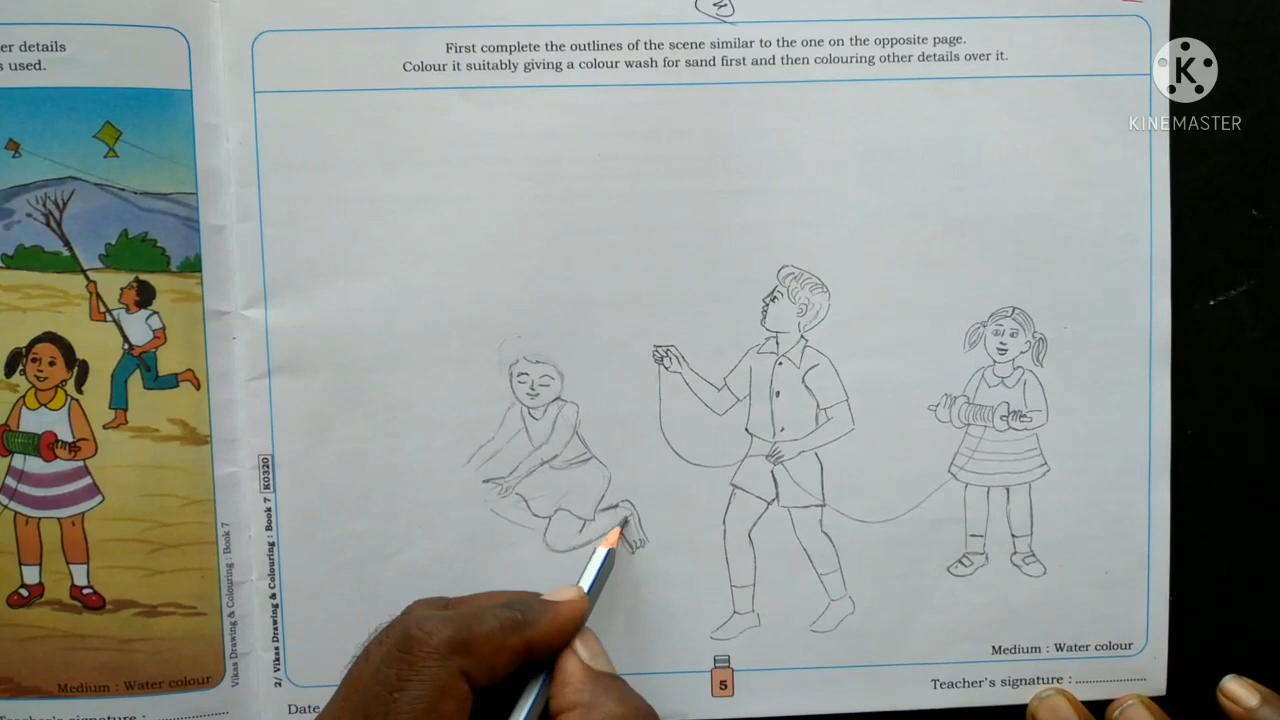 er details
s used.
Medium : Water colour
Teacher's signature : ....................
Vikas Drawing & Colouring : Book 7
2/ Vikas Drawing & Colouring : Book 7 K0320
First complete the outlines of the scene similar to the one on the opposite page.
Colour it suitably giving a colour wash for sand first and then colouring other details over it.
K
KINEMASTER
Medium : Water colour
5
Date
Teacher's signature : ....................